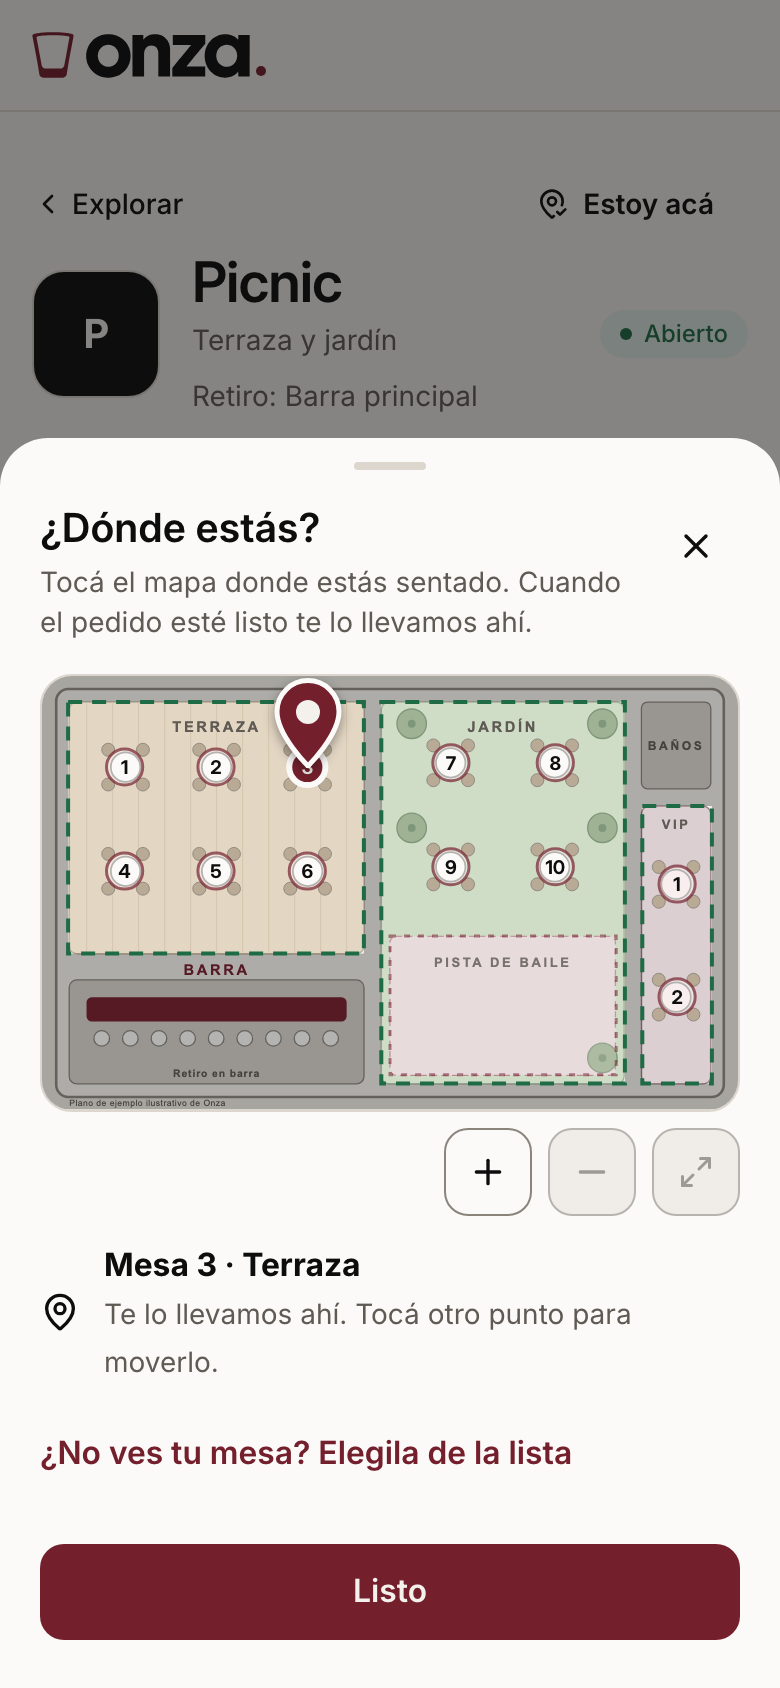 onza.
Explorar
Estoy acá
P
Picnic
Terraza y jardín
Abierto
Retiro: Barra principal
¿Dónde estás?
Tocá el mapa donde estás sentado. Cuando
el pedido esté listo te lo llevamos ahí.
TERRAZA
1
2
3
4
5
6
JARDÍN
7
8
9
10
BAÑOS
VIP
1
2
BARRA
PISTA DE BAILE
Retiro en barra
Plano de ejemplo ilustrativo de Onza
Mesa 3 · Terraza
Te lo llevamos ahí. Tocá otro punto para
moverlo.
¿No ves tu mesa? Elegila de la lista
Listo